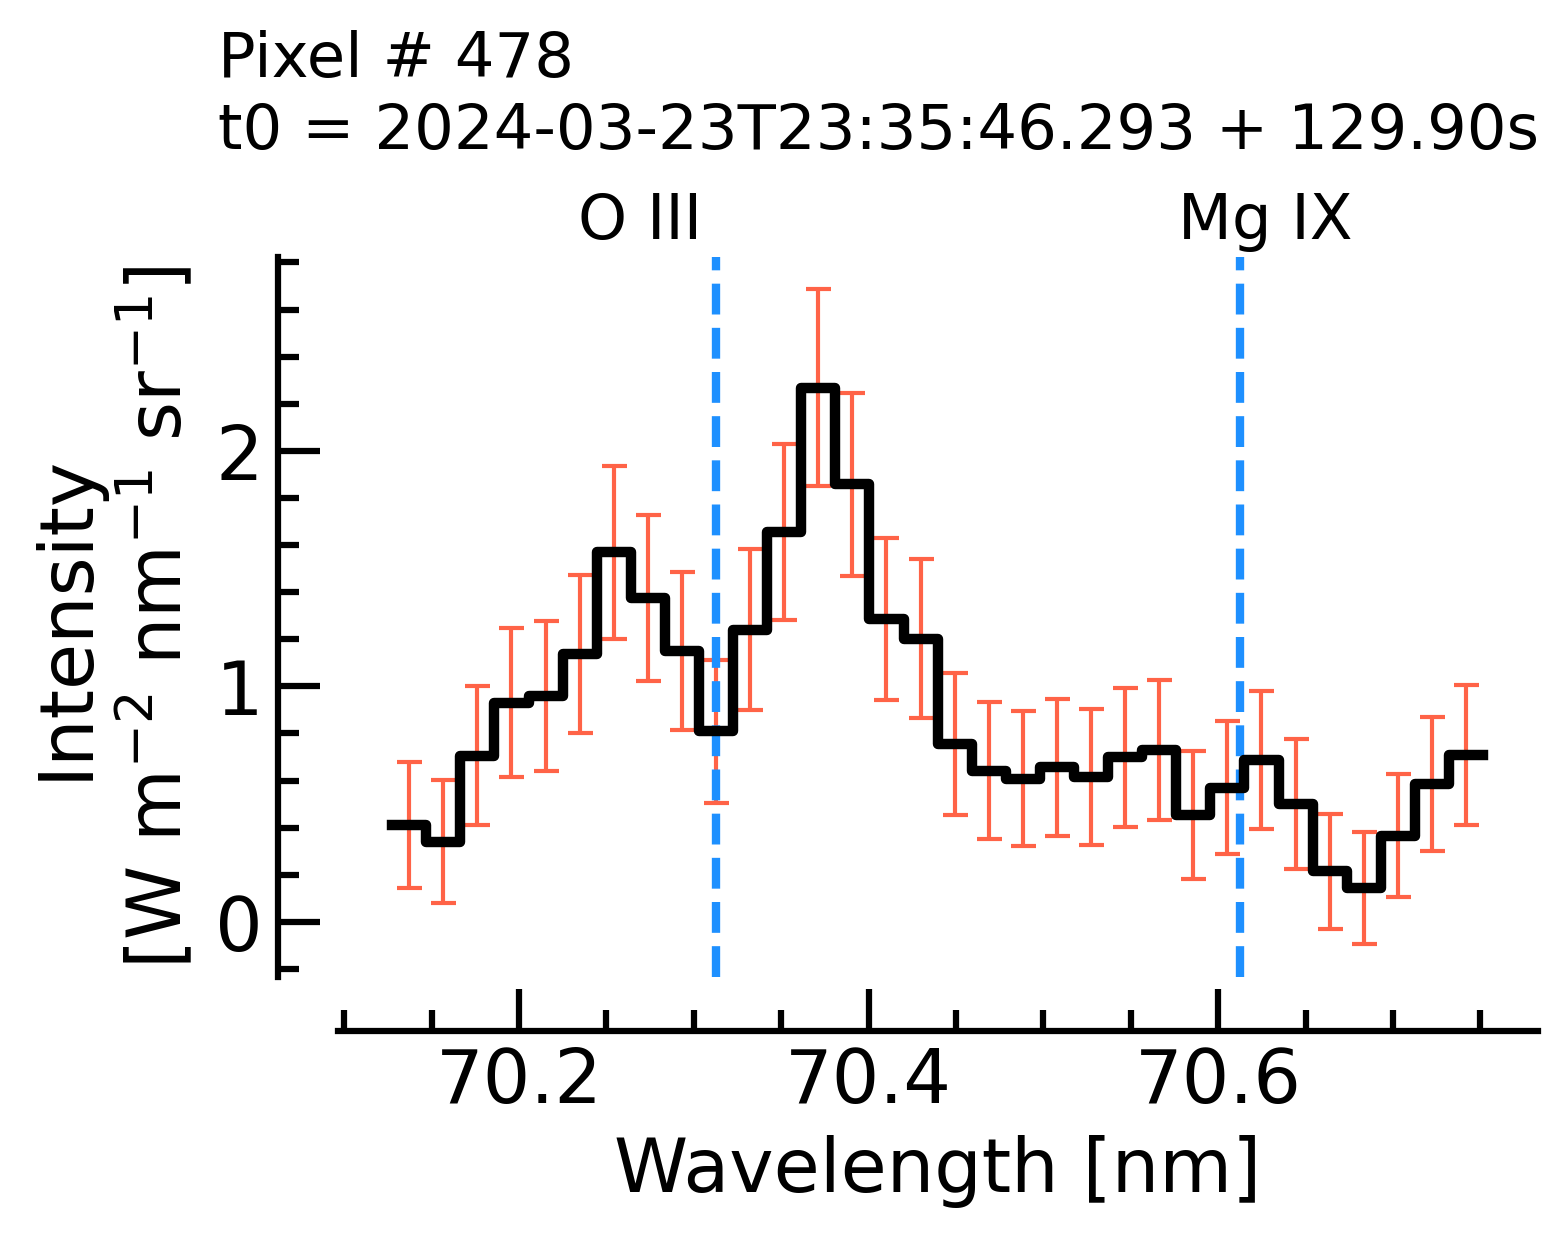 Pixel # 478
t0 = 2024-03-23T23:35:46.293 + 129.90s
O III Mg IX
Intensity
[W m⁻² nm⁻¹ sr⁻¹]
2
1
0
70.2 70.4 70.6
Wavelength [nm]